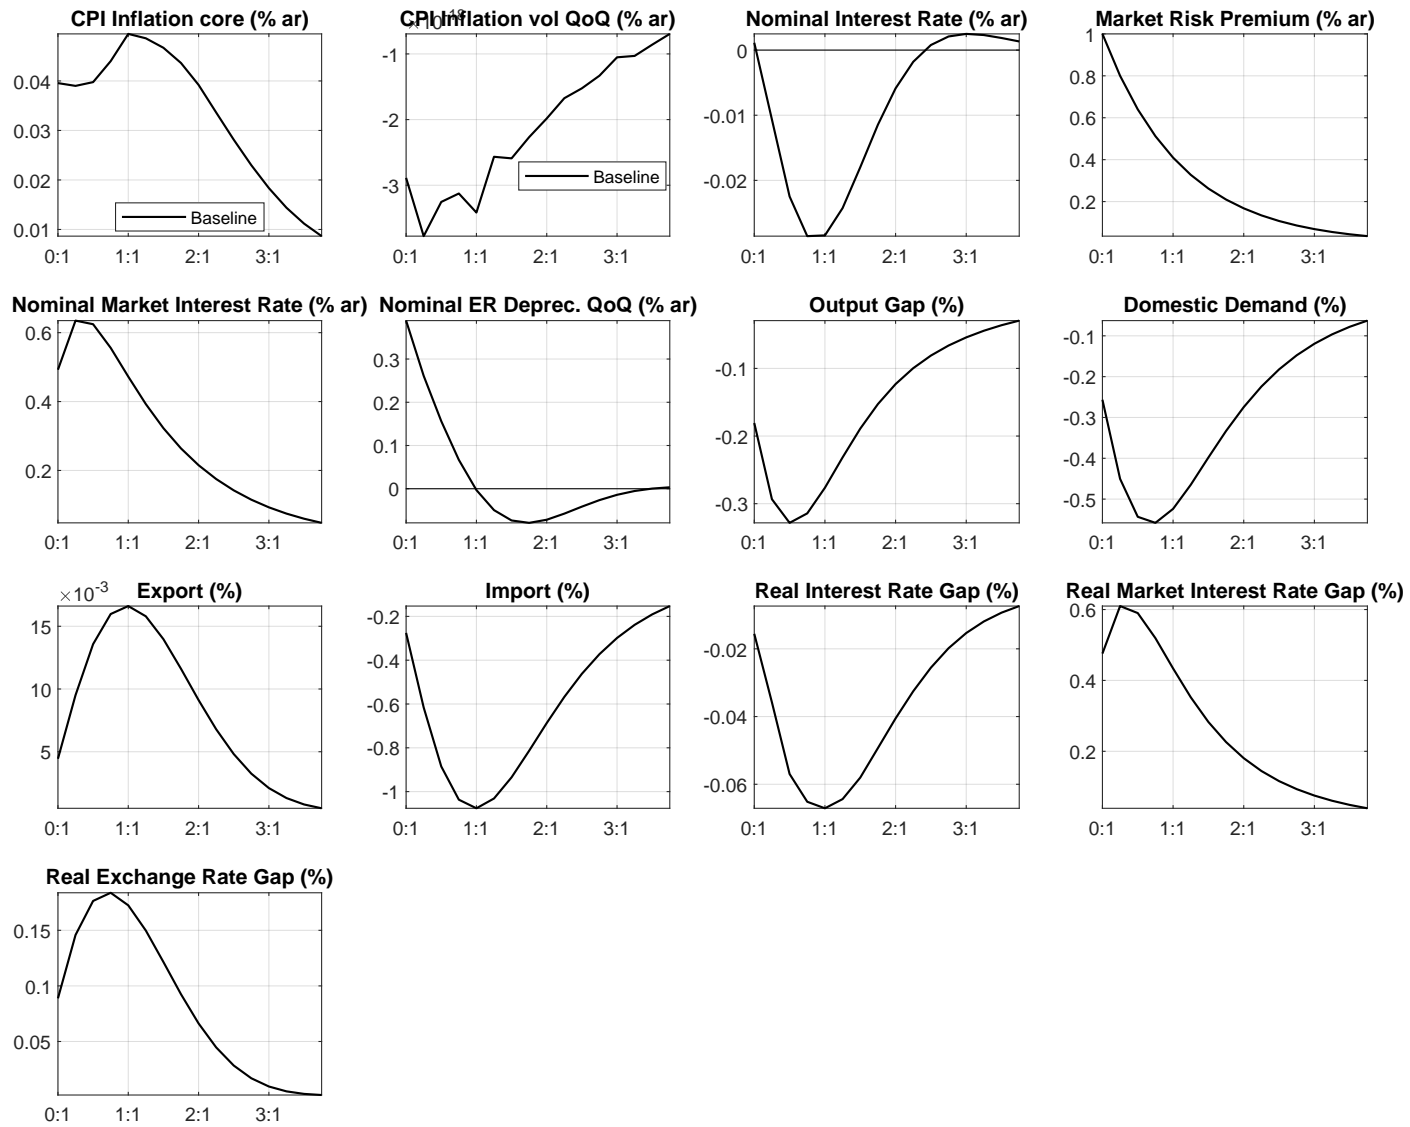 CPI Inflation core (% ar)
0.04
0.03
0.02
0.01
Baseline
0:1 1:1 2:1 3:1
CPI Inflation vol QoQ (% ar)
×10-18
-1
-2
-3
Baseline
0:1 1:1 2:1 3:1
Nominal Interest Rate (% ar)
0
-0.01
-0.02
0:1 1:1 2:1 3:1
Market Risk Premium (% ar)
1
0.8
0.6
0.4
0.2
0:1 1:1 2:1 3:1
Nominal Market Interest Rate (% ar)
0.6
0.4
0.2
0:1 1:1 2:1 3:1
Nominal ER Deprec. QoQ (% ar)
0.3
0.2
0.1
0
0:1 1:1 2:1 3:1
Output Gap (%)
-0.1
-0.2
-0.3
0:1 1:1 2:1 3:1
Domestic Demand (%)
-0.1
-0.2
-0.3
-0.4
-0.5
0:1 1:1 2:1 3:1
Export (%)
×10-3
15
10
5
0:1 1:1 2:1 3:1
Import (%)
-0.2
-0.4
-0.6
-0.8
-1
0:1 1:1 2:1 3:1
Real Interest Rate Gap (%)
-0.02
-0.04
-0.06
0:1 1:1 2:1 3:1
Real Market Interest Rate Gap (%)
0.6
0.4
0.2
0:1 1:1 2:1 3:1
Real Exchange Rate Gap (%)
0.15
0.1
0.05
0:1 1:1 2:1 3:1